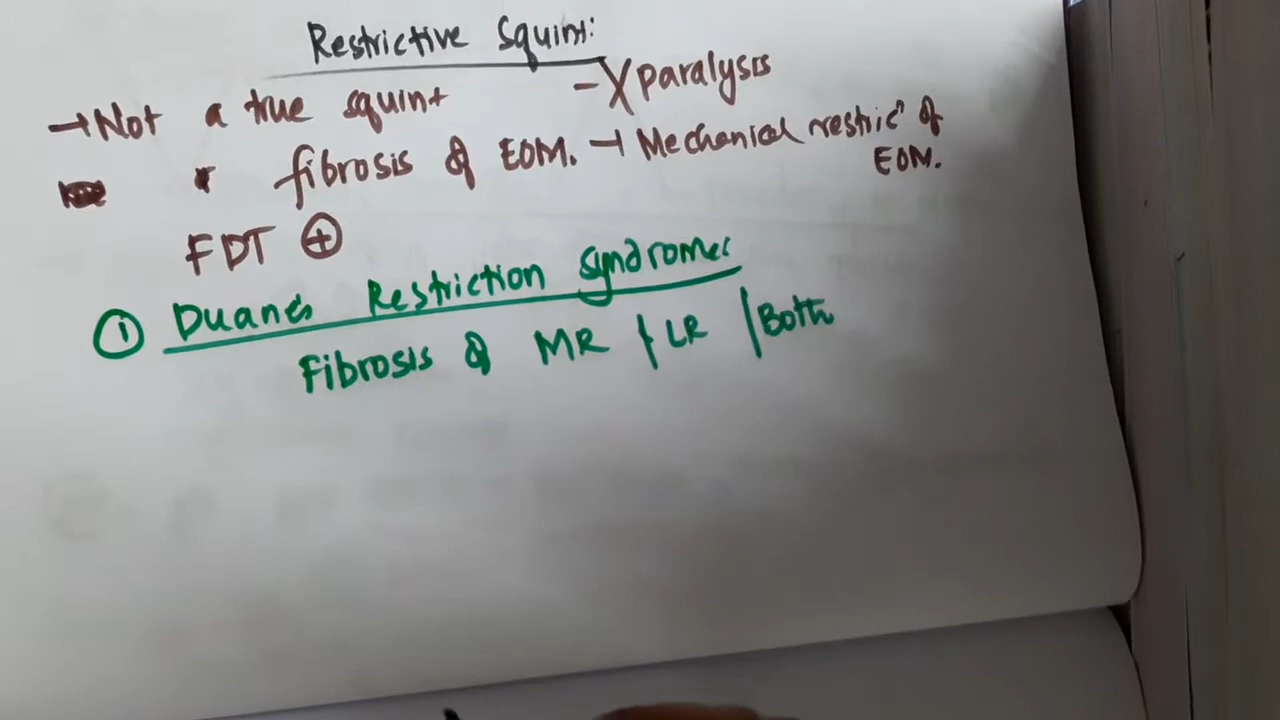 Restrictive Squint:
→ Not a true squint - X paralysis
fibrosis of EOM. → Mechanical restric' of
EOM.
FDT ⊕
① Duane's Restriction syndrome:
Fibrosis of MR / LR / Both